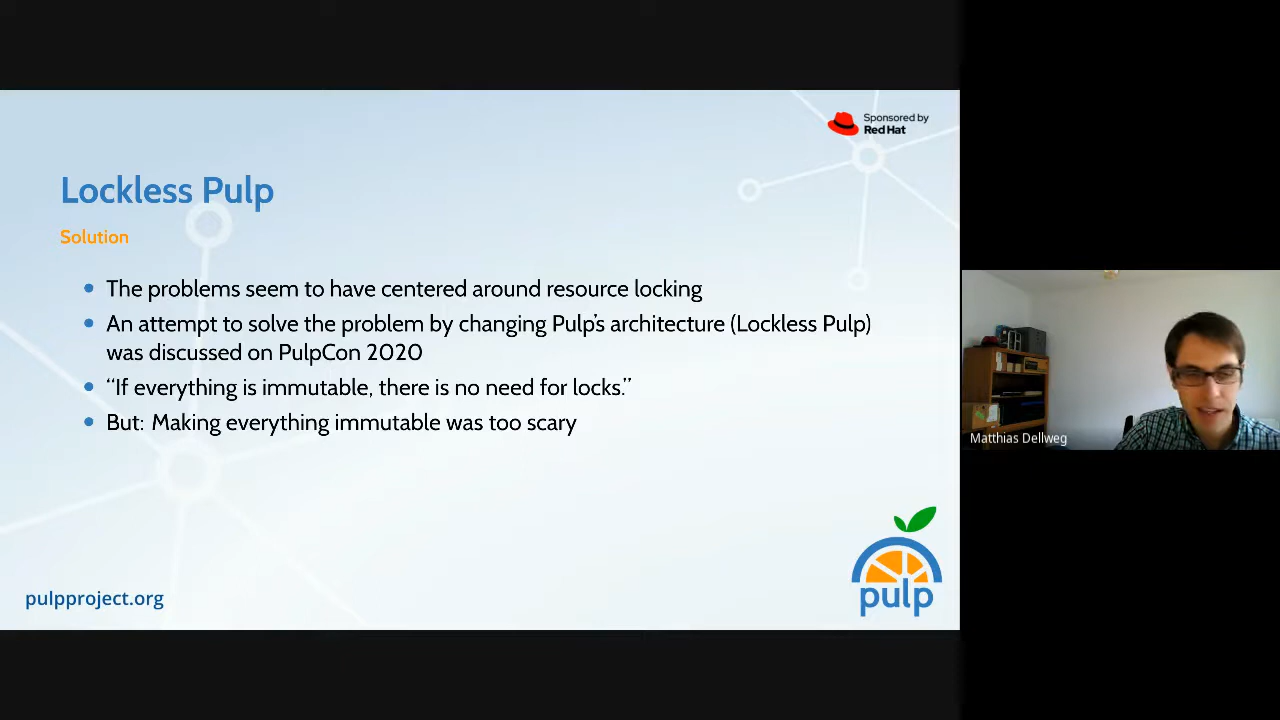 Sponsored by
Red Hat
Lockless Pulp
Solution
The problems seem to have centered around resource locking
An attempt to solve the problem by changing Pulp's architecture (Lockless Pulp)
was discussed on PulpCon 2020
“If everything is immutable, there is no need for locks.”
But: Making everything immutable was too scary
Matthias Dellweg
pulpproject.org
pulp